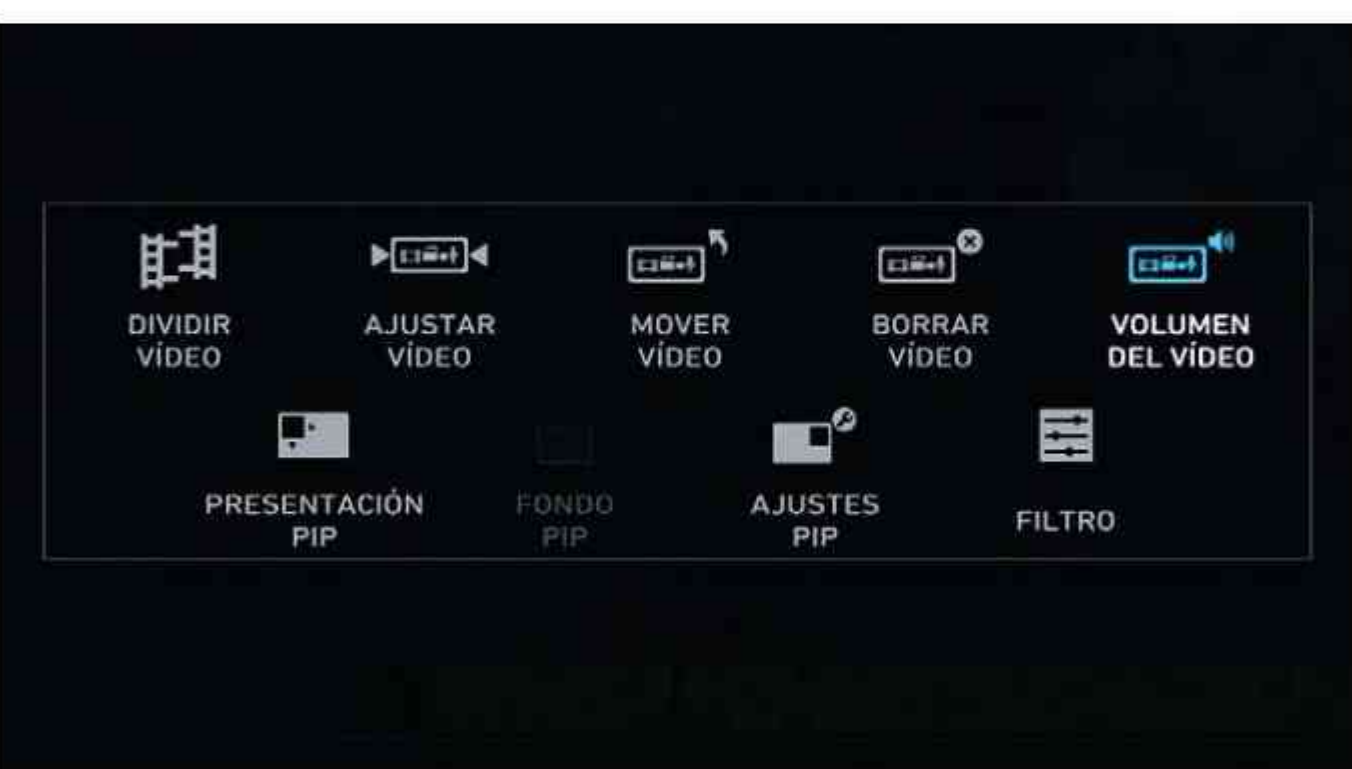 DIVIDIR
VÍDEO
AJUSTAR
VÍDEO
MOVER
VÍDEO
BORRAR
VÍDEO
VOLUMEN
DEL VÍDEO
PRESENTACIÓN
PIP
FONDO
PIP
AJUSTES
PIP
FILTRO